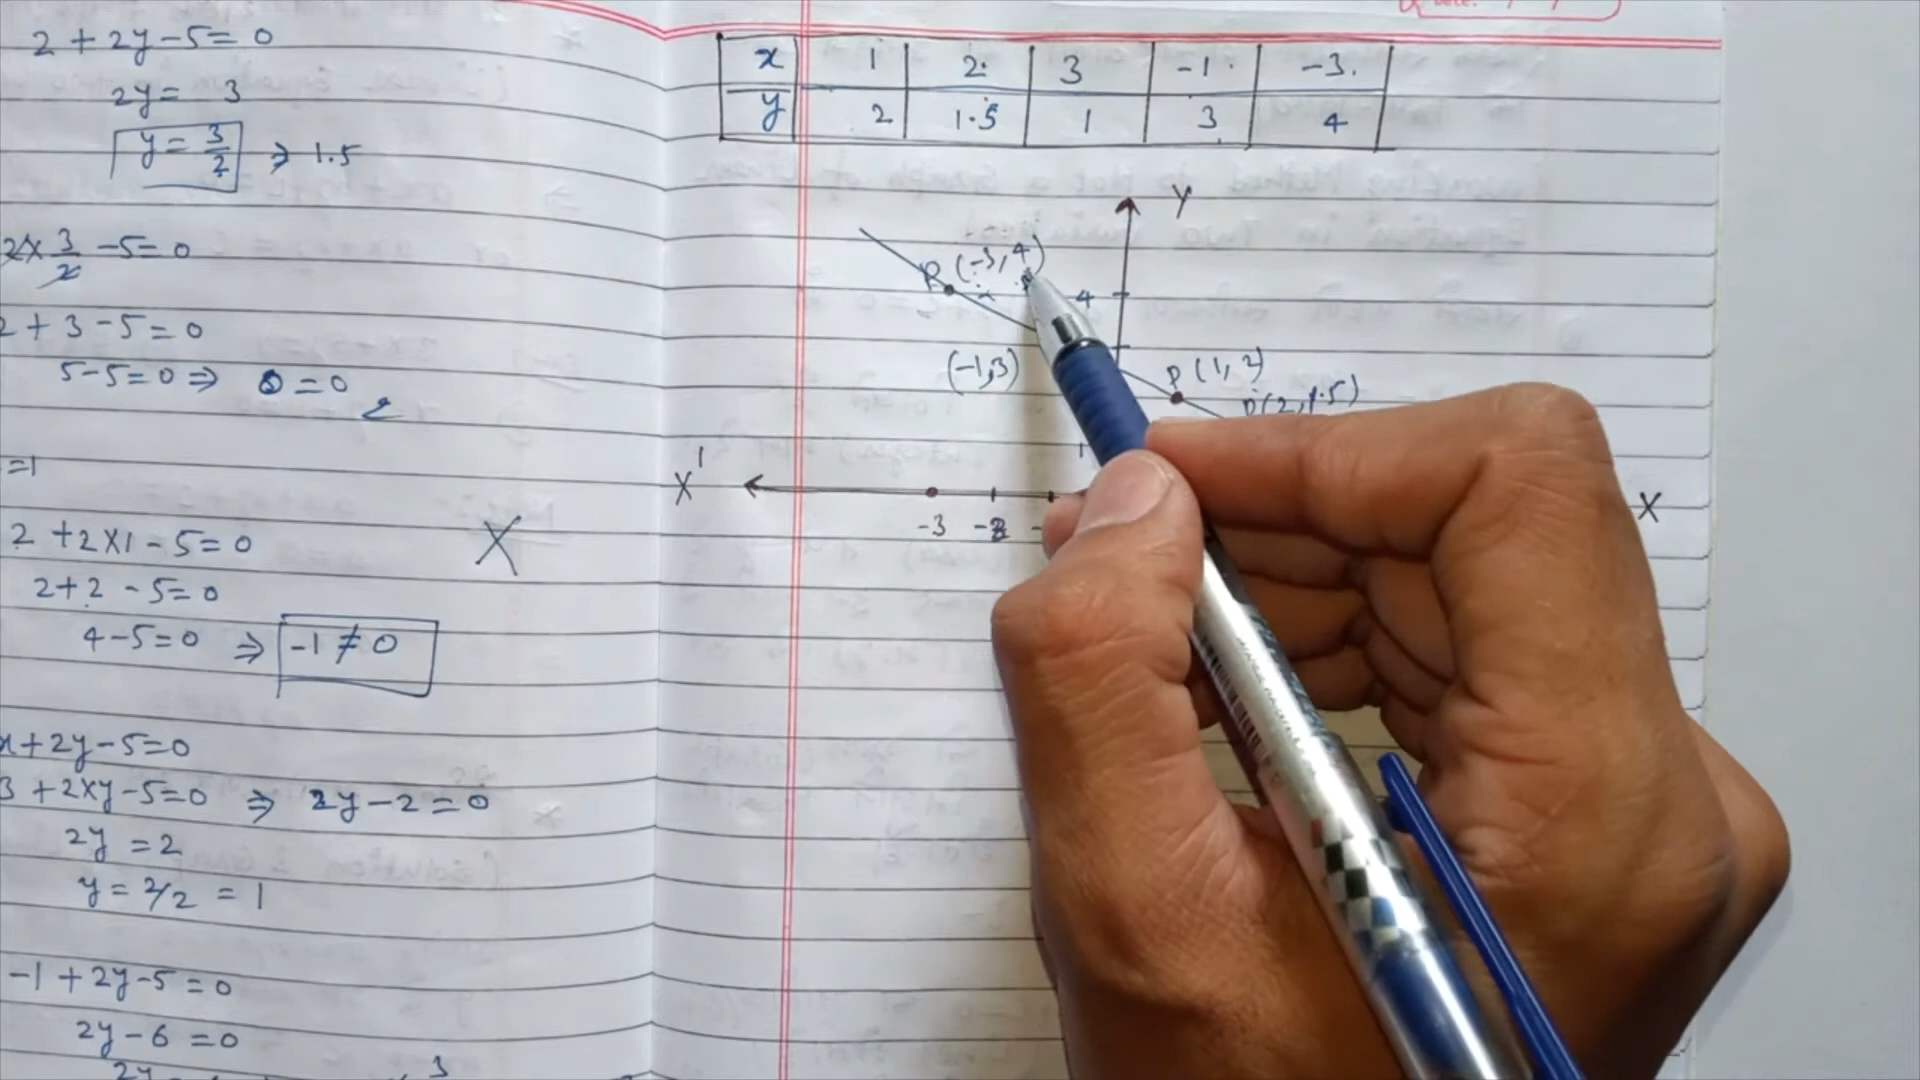 2 + 2y - 5 = 0
2y = 3
y = 3/2 ⇒ 1.5
2 × 3/2 - 5 = 0
2 + 3 - 5 = 0
5 - 5 = 0 ⇒ 0 = 0
=1
2 + 2×1 - 5 = 0
X
2 + 2 - 5 = 0
4 - 5 = 0 ⇒ -1 ≠ 0
x + 2y - 5 = 0
3 + 2×y - 5 = 0 ⇒ 2y - 2 = 0
2y = 2
y = 2/2 = 1
-1 + 2y - 5 = 0
2y - 6 = 0
x 1 2 3 -1 -3
y 2 1.5 1 3 4
Y
R (-3, 4)
4
(-1, 3)
P (1, 2)
(2, 1.5)
1
X' X
-3